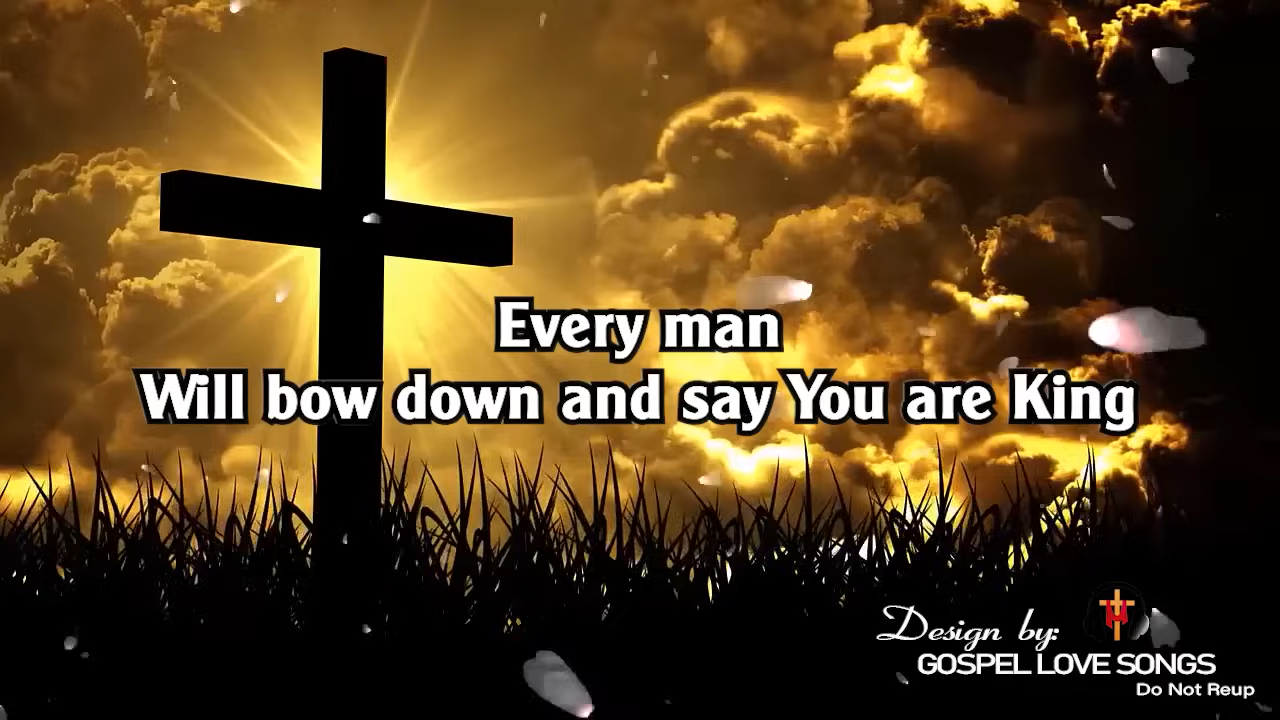 Every man
Will bow down and say You are King
Design by:
GOSPEL LOVE SONGS
Do Not Reup